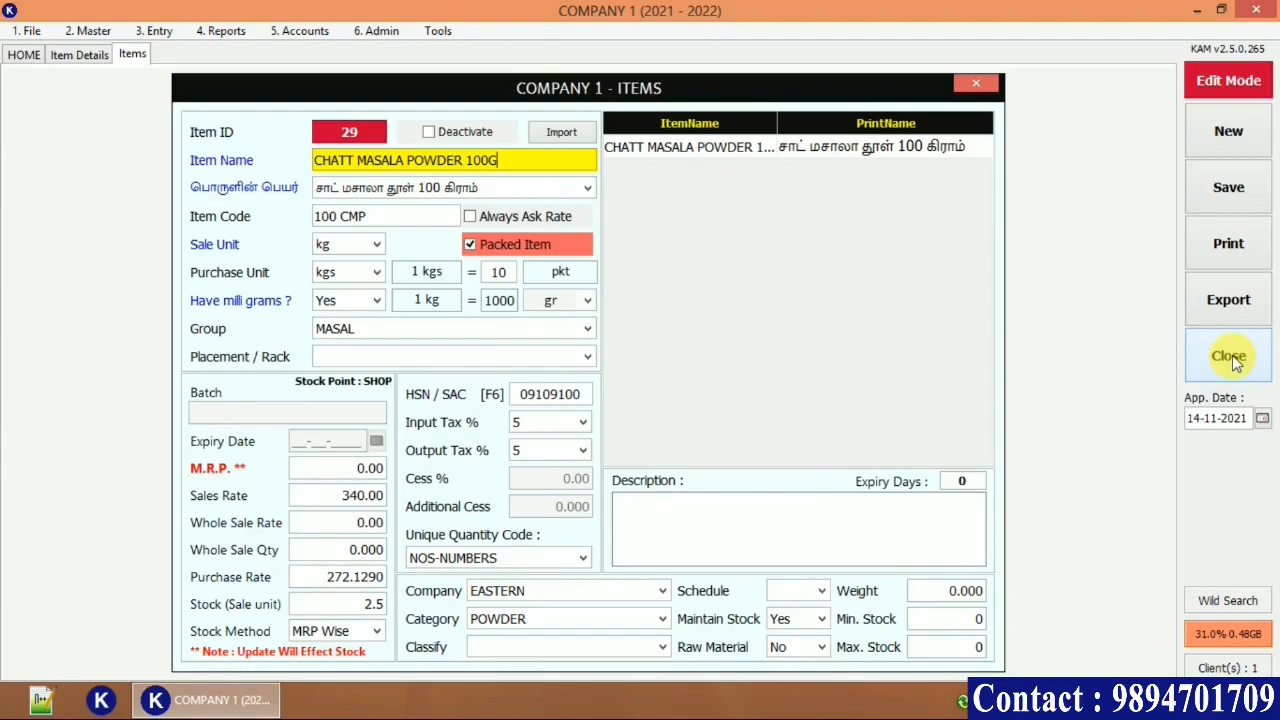 COMPANY 1 (2021 - 2022)
1. File 2. Master 3. Entry 4. Reports 5. Accounts 6. Admin Tools
HOME Item Details Items
KAM v2.5.0.265
Edit Mode
New
Save
Print
Export
Close
App. Date :
14-11-2021
Wild Search
31.0% 0.48GB
Client(s) : 1
COMPANY 1 - ITEMS
Item ID 29 Deactivate Import
Item Name CHATT MASALA POWDER 100G
பொருளின் பெயர் சாட் மசாலா தூள் 100 கிராம்
Item Code 100 CMP Always Ask Rate
Sale Unit kg Packed Item
Purchase Unit kgs 1 kgs = 10 pkt
Have milli grams ? Yes 1 kg = 1000 gr
Group MASAL
Placement / Rack
ItemName PrintName
CHATT MASALA POWDER 1... சாட் மசாலா தூள் 100 கிராம்
Stock Point : SHOP
Batch
Expiry Date __-__-____
M.R.P. ** 0.00
Sales Rate 340.00
Whole Sale Rate 0.00
Whole Sale Qty 0.000
Purchase Rate 272.1290
Stock (Sale unit) 2.5
Stock Method MRP Wise
** Note : Update Will Effect Stock
HSN / SAC [F6] 09109100
Input Tax % 5
Output Tax % 5
Cess % 0.00
Additional Cess 0.000
Unique Quantity Code :
NOS-NUMBERS
Description : Expiry Days : 0
Company EASTERN Schedule Weight 0.000
Category POWDER Maintain Stock Yes Min. Stock 0
Classify Raw Material No Max. Stock 0
COMPANY 1 (202...
Contact : 9894701709